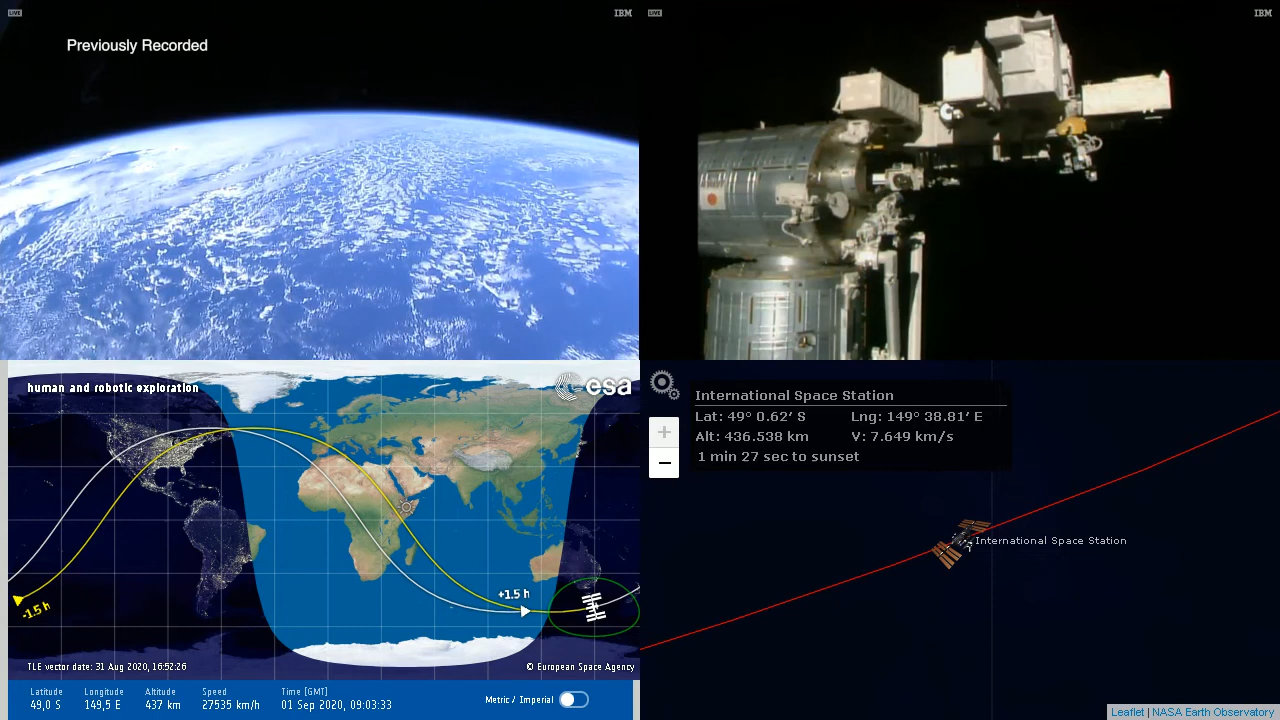 LIVE
IBM
Previously Recorded
LIVE
IBM
human and robotic exploration
esa
-1.5 h
+1.5 h
TLE vector date: 31 Aug 2020, 16:52:26
© European Space Agency
Latitude
Longitude
Altitude
Speed
Time [GMT]
49,0 S
149,5 E
437 km
27535 km/h
01 Sep 2020, 09:03:33
Metric / Imperial
International Space Station
Lat: 49° 0.62′ S
Lng: 149° 38.81′ E
Alt: 436.538 km
V: 7.649 km/s
1 min 27 sec to sunset
+
−
International Space Station
Leaflet | NASA Earth Observatory